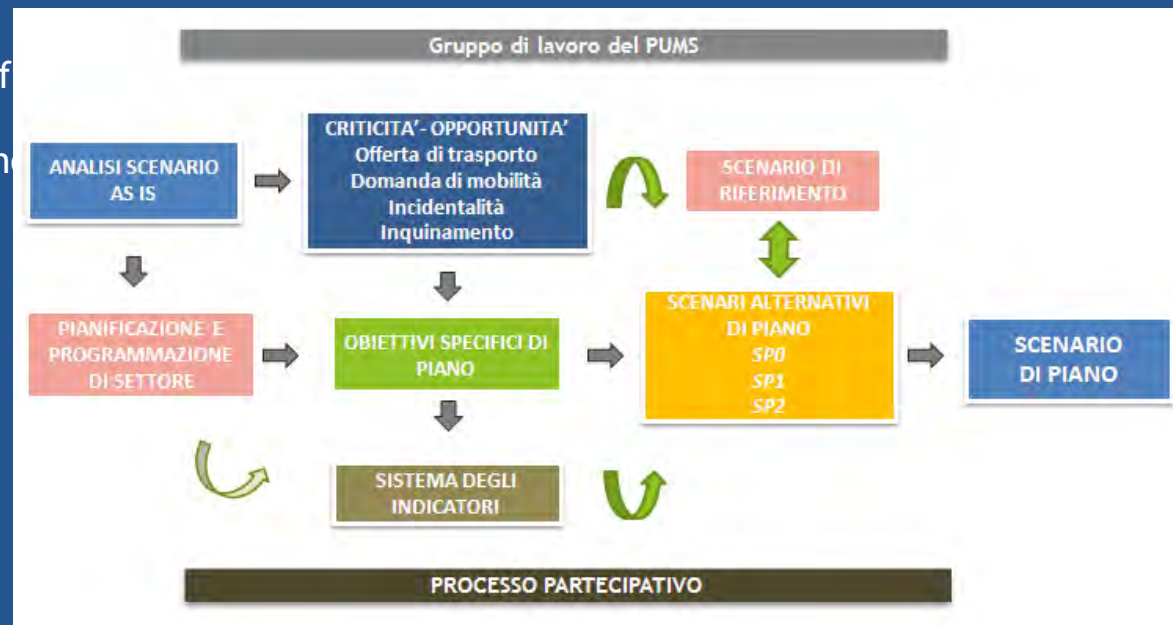 Gruppo di lavoro del PUMS
ANALISI SCENARIO
AS IS
CRITICITA'- OPPORTUNITA'
Offerta di trasporto
Domanda di mobilità
Incidentalità
Inquinamento
SCENARIO DI
RIFERIMENTO
PIANIFICAZIONE E
PROGRAMMAZIONE
DI SETTORE
OBIETTIVI SPECIFICI DI
PIANO
SCENARI ALTERNATIVI
DI PIANO
SP0
SP1
SP2
SCENARIO
DI PIANO
SISTEMA DEGLI
INDICATORI
PROCESSO PARTECIPATIVO